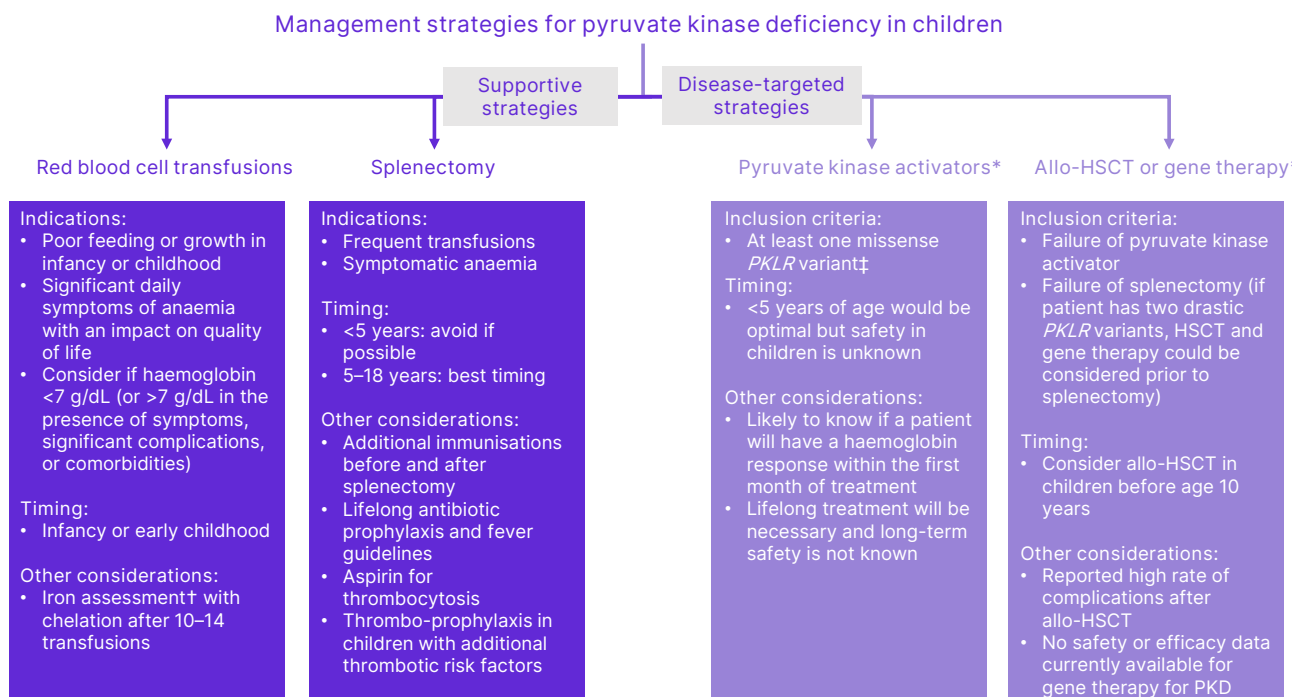 Management strategies for pyruvate kinase deficiency in children
Supportive
strategies
Disease-targeted
strategies
Red blood cell transfusions
Indications:
• Poor feeding or growth in
infancy or childhood
• Significant daily
symptoms of anaemia
with an impact on quality
of life
• Consider if haemoglobin
<7 g/dL (or >7 g/dL in the
presence of symptoms,
significant complications,
or comorbidities)
Timing:
• Infancy or early childhood
Other considerations:
• Iron assessment† with
chelation after 10–14
transfusions
Splenectomy
Indications:
• Frequent transfusions
• Symptomatic anaemia
Timing:
• <5 years: avoid if
possible
• 5–18 years: best timing
Other considerations:
• Additional immunisations
before and after
splenectomy
• Lifelong antibiotic
prophylaxis and fever
guidelines
• Aspirin for
thrombocytosis
• Thrombo-prophylaxis in
children with additional
thrombotic risk factors
Pyruvate kinase activators*
Inclusion criteria:
• At least one missense
PKLR variant‡
Timing:
• <5 years of age would be
optimal but safety in
children is unknown
Other considerations:
• Likely to know if a patient
will have a haemoglobin
response within the first
month of treatment
• Lifelong treatment will be
necessary and long-term
safety is not known
Allo-HSCT or gene therapy*
Inclusion criteria:
• Failure of pyruvate kinase
activator
• Failure of splenectomy (if
patient has two drastic
PKLR variants, HSCT and
gene therapy could be
considered prior to
splenectomy)
Timing:
• Consider allo-HSCT in
children before age 10
years
Other considerations:
• Reported high rate of
complications after
allo-HSCT
• No safety or efficacy data
currently available for
gene therapy for PKD